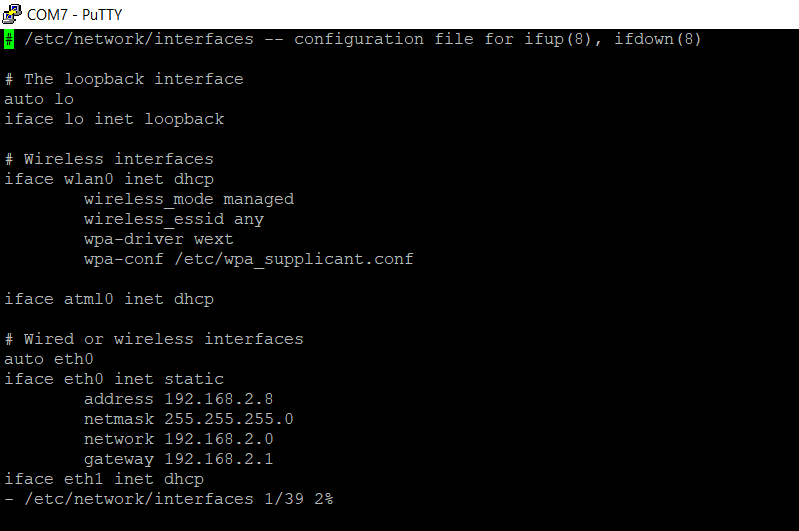 COM7 - PuTTY
# /etc/network/interfaces -- configuration file for ifup(8), ifdown(8)
# The loopback interface
auto lo
iface lo inet loopback
# Wireless interfaces
iface wlan0 inet dhcp
wireless_mode managed
wireless_essid any
wpa-driver wext
wpa-conf /etc/wpa_supplicant.conf
iface atml0 inet dhcp
# Wired or wireless interfaces
auto eth0
iface eth0 inet static
address 192.168.2.8
netmask 255.255.255.0
network 192.168.2.0
gateway 192.168.2.1
iface eth1 inet dhcp
- /etc/network/interfaces 1/39 2%